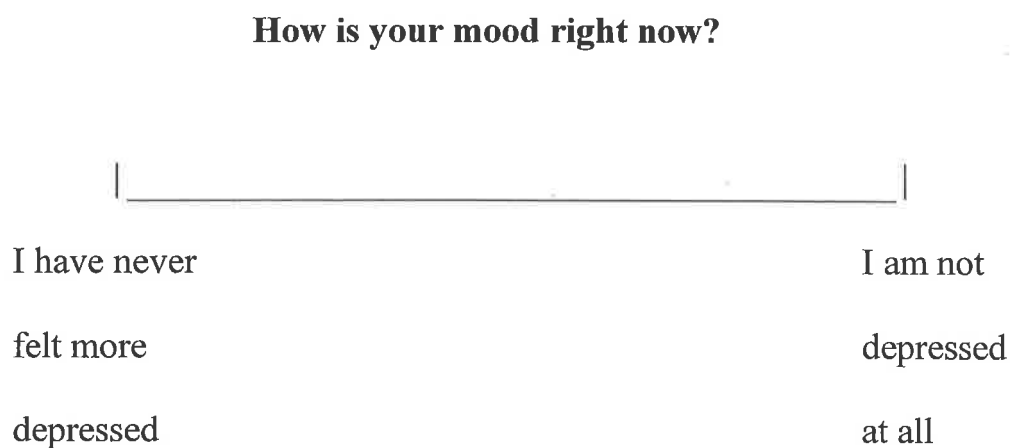 How is your mood right now?
I have never
felt more
depressed
I am not
depressed
at all